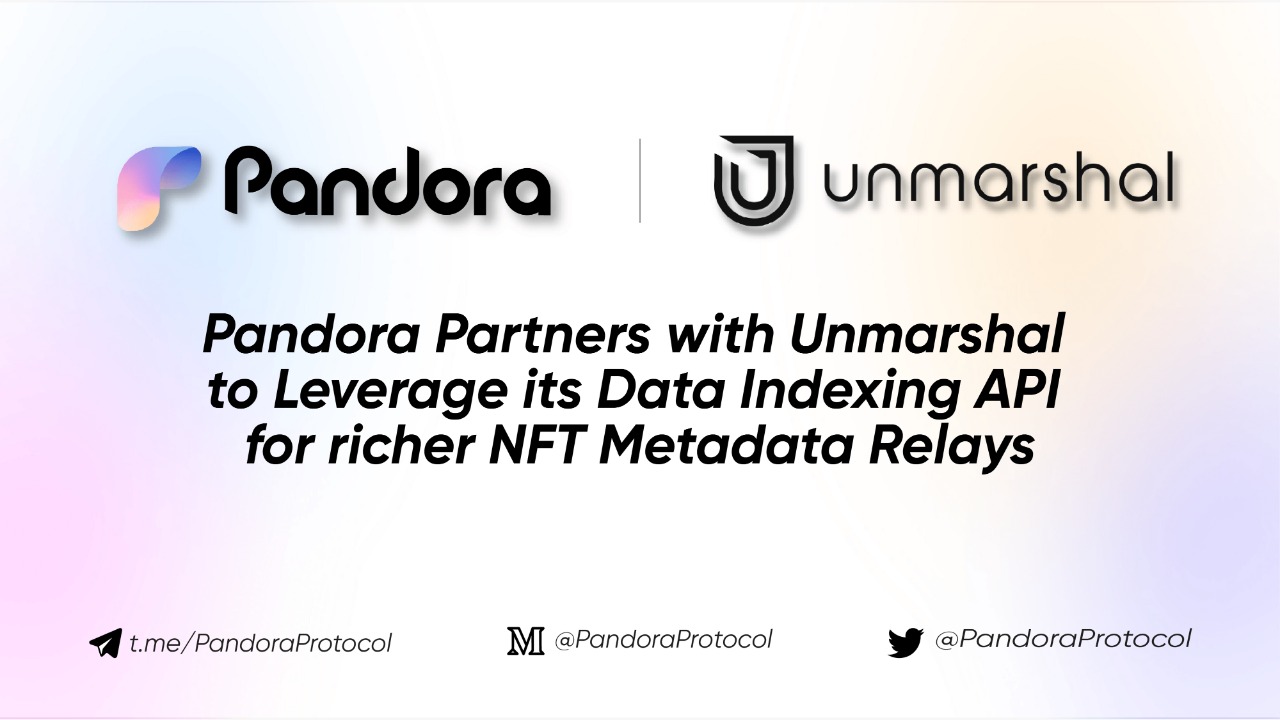 Pandora
unmarshal
Pandora Partners with Unmarshal
to Leverage its Data Indexing API
for richer NFT Metadata Relays
t.me/PandoraProtocol
@PandoraProtocol
@PandoraProtocol